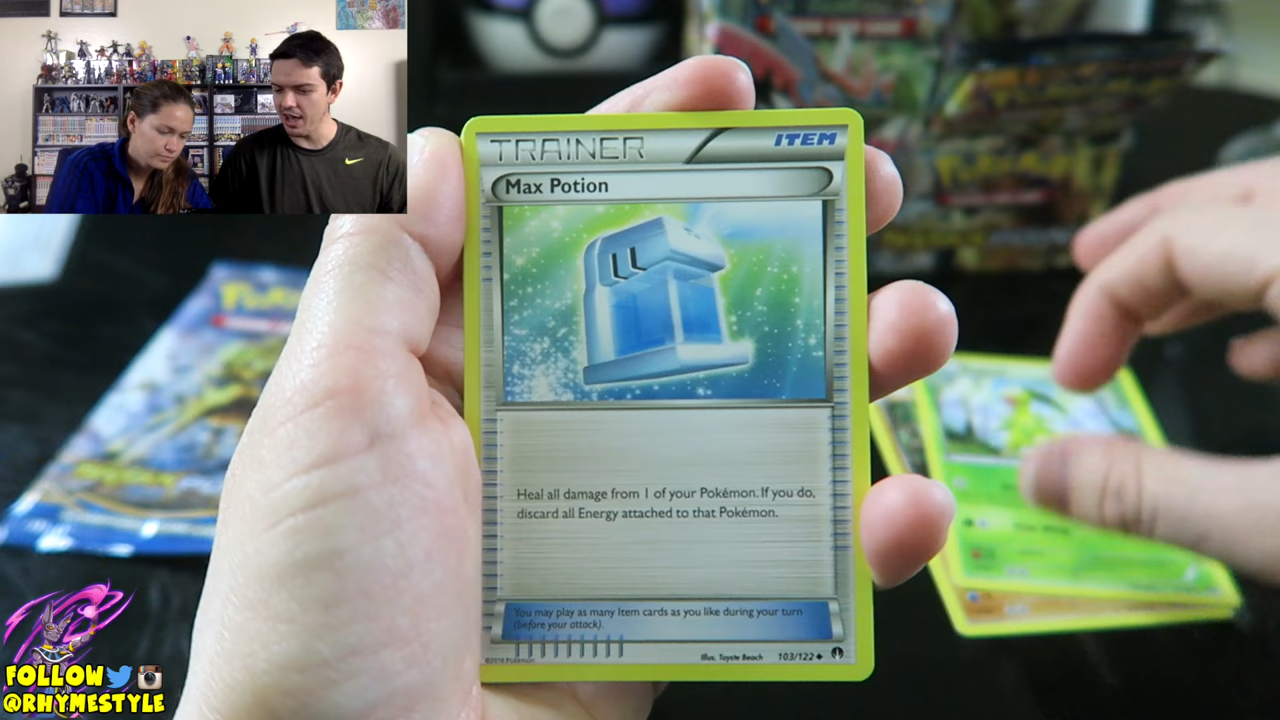 TRAINER
ITEM
Max Potion
Heal all damage from 1 of your Pokémon. If you do,
discard all Energy attached to that Pokémon.
You may play as many Item cards as you like during your turn
(before your attack).
©2016 Pokémon
Illus. Toyste Beach
103/122
FOLLOW
@RHYMESTYLE